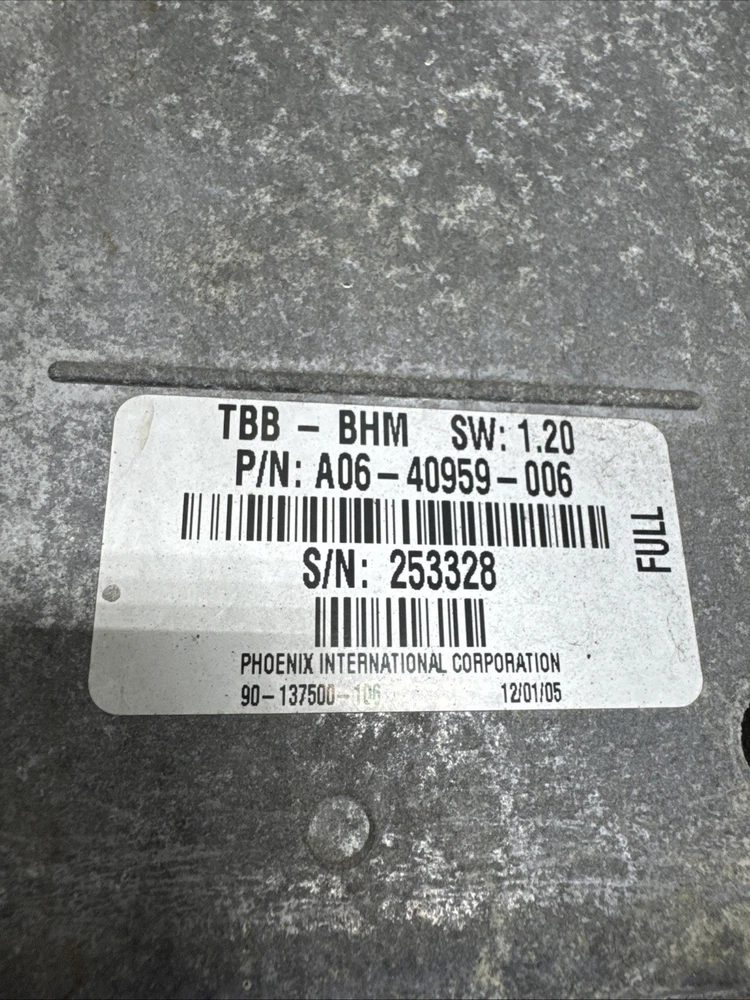 TBB - BHM SW: 1.20
P/N: A06-40959-006
FULL
S/N: 253328
PHOENIX INTERNATIONAL CORPORATION
90-137500-106 12/01/05